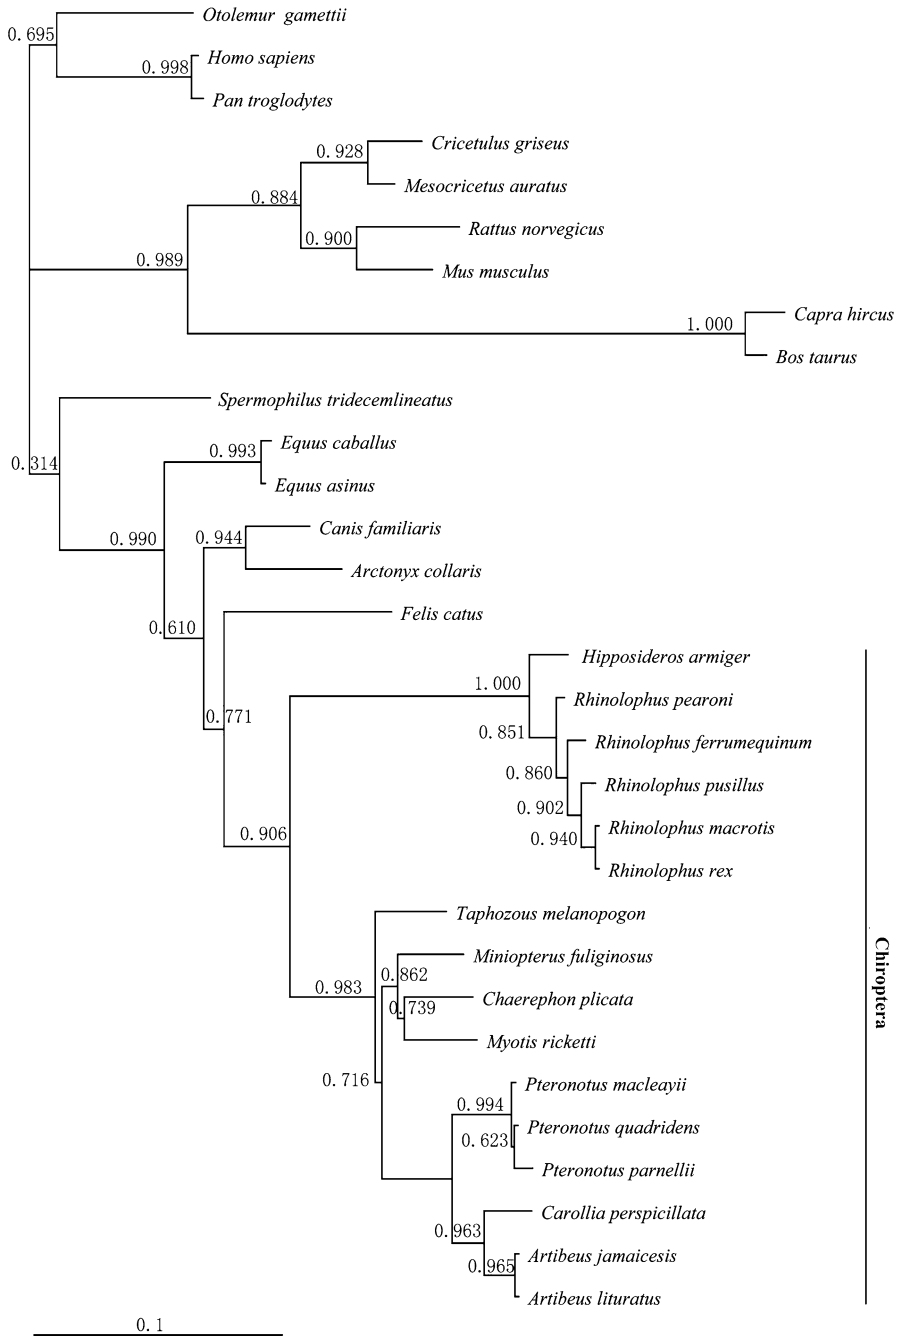 Otolemur gamettii
0.695
Homo sapiens
0.998
Pan troglodytes
Cricetulus griseus
0.928
Mesocricetus auratus
0.884
Rattus norvegicus
0.900
0.989
Mus musculus
Capra hircus
1.000
Bos taurus
Spermophilus tridecemlineatus
Equus caballus
0.993
0.314
Equus asinus
Canis familiaris
0.990
0.944
Arctonyx collaris
Felis catus
0.610
Hipposideros armiger
1.000
Rhinolophus pearoni
0.771
0.851
Rhinolophus ferrumequinum
0.860
Rhinolophus pusillus
0.902
Rhinolophus macrotis
0.906
0.940
Rhinolophus rex
Taphozous melanopogon
Miniopterus fuliginosus
0.862
0.983
Chaerephon plicata
0.739
Myotis ricketti
0.716
Pteronotus macleayii
0.994
Pteronotus quadridens
0.623
Pteronotus parnellii
Carollia perspicillata
0.963
Artibeus jamaicesis
0.965
Artibeus lituratus
Chiroptera
0.1